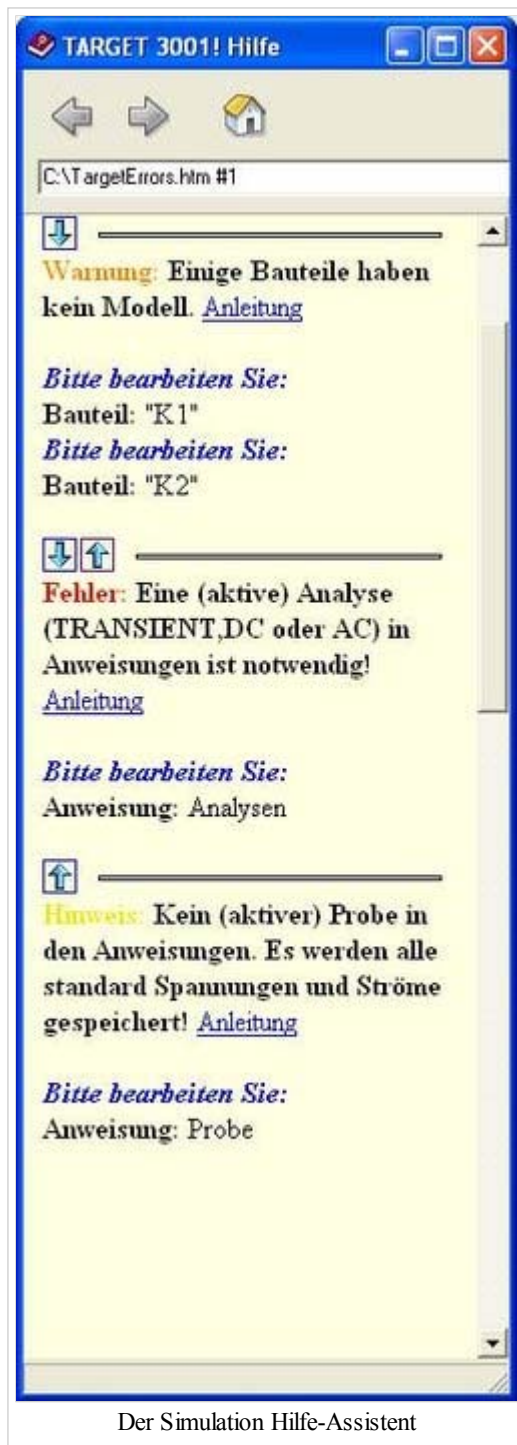 TARGET 3001! Hilfe
C:\TargetErrors.htm #1
Warnung: Einige Bauteile haben
kein Modell. Anleitung
Bitte bearbeiten Sie:
Bauteil: "K1"
Bitte bearbeiten Sie:
Bauteil: "K2"
Fehler: Eine (aktive) Analyse
(TRANSIENT,DC oder AC) in
Anweisungen ist notwendig!
Anleitung
Bitte bearbeiten Sie:
Anweisung: Analysen
Hinweis: Kein (aktiver) Probe in
den Anweisungen. Es werden alle
standard Spannungen und Ströme
gespeichert! Anleitung
Bitte bearbeiten Sie:
Anweisung: Probe
Der Simulation Hilfe-Assistent